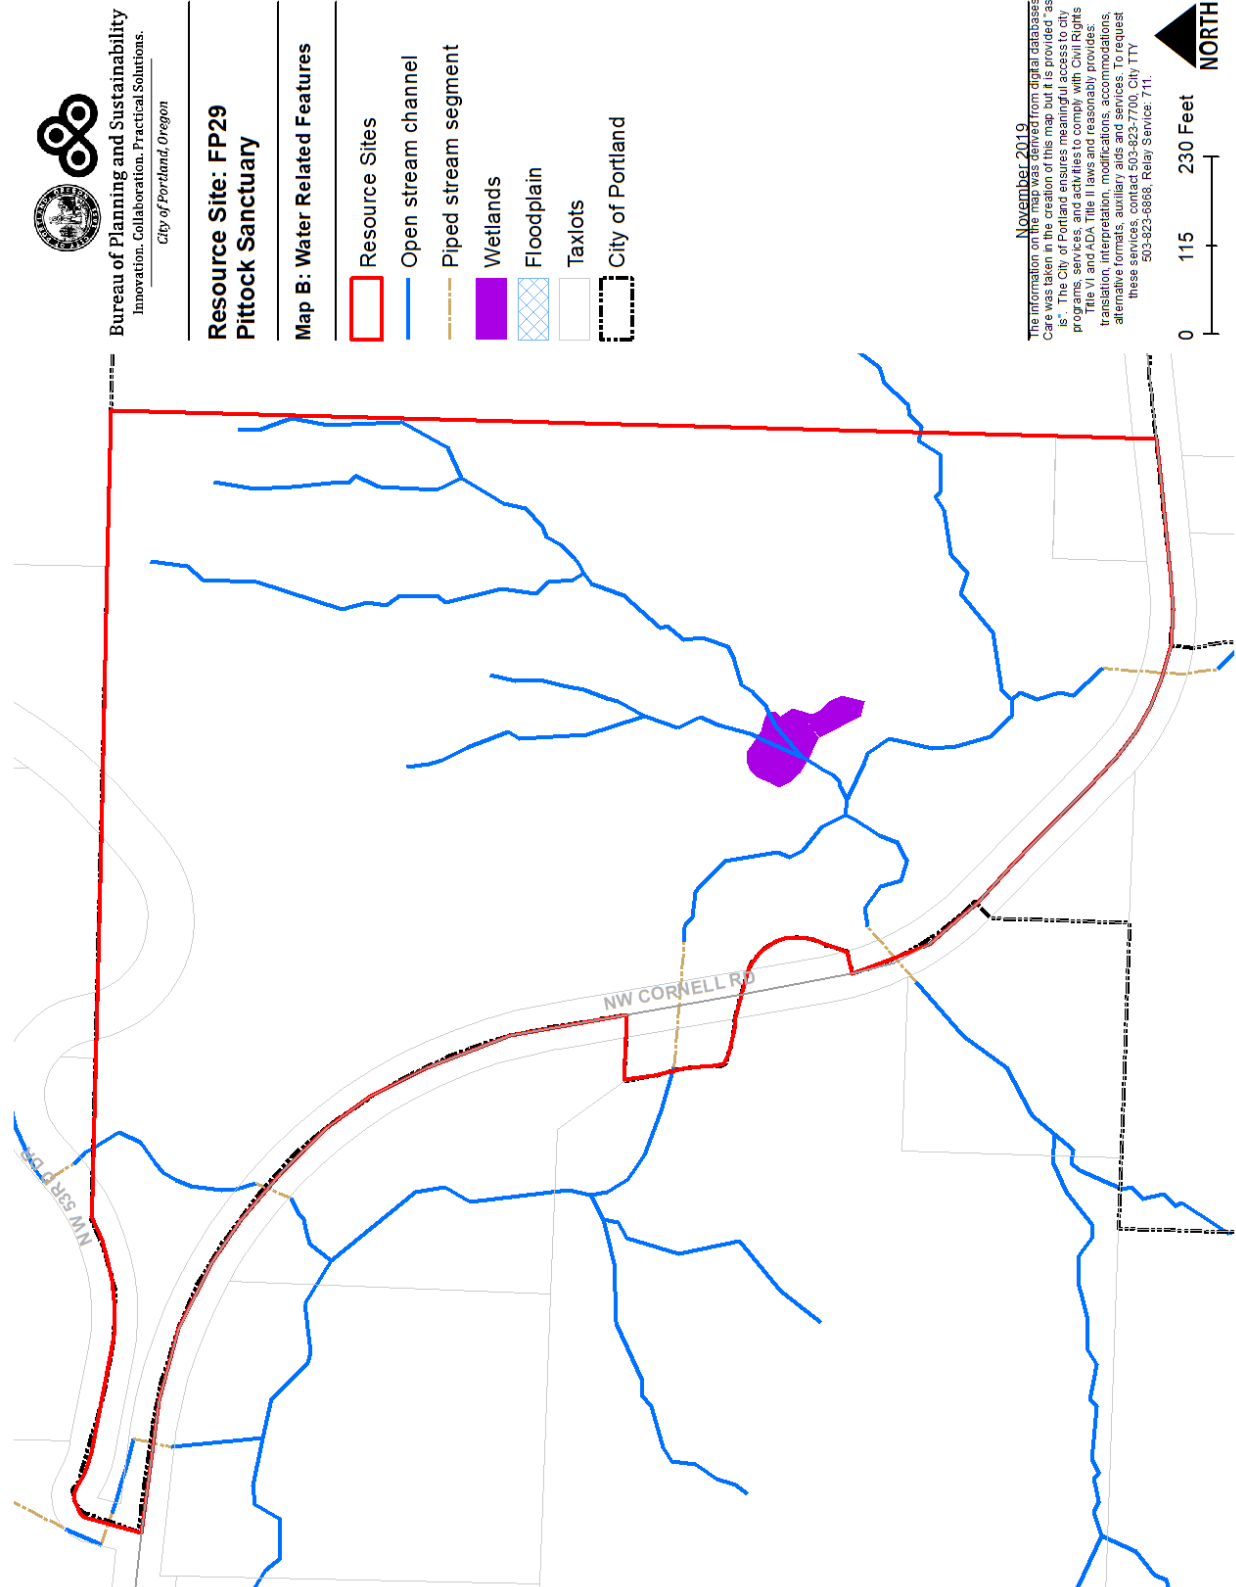 Bureau of Planning and Sustainability
Innovation. Collaboration. Practical Solutions.
City of Portland, Oregon
Resource Site: FP29
Pittock Sanctuary
Map B: Water Related Features
Resource Sites
Open stream channel
Piped stream segment
Wetlands
Floodplain
Taxlots
City of Portland
November 2019
The information on the map was derived from digital databases
Care was taken in the creation of this map but it is provided "as
is". The City of Portland ensures meaningful access to city
programs, services, and activities to comply with Civil Rights
Title VI and ADA Title II laws and reasonably provides:
translation, interpretation, modifications, accommodations,
alternative formats, auxiliary aids and services. To request
these services, contact 503-823-7700, City TTY
503-823-6868, Relay Service: 711.
0 115 230 Feet
NORTH
NW CORNELL RD
NW 53RD DR